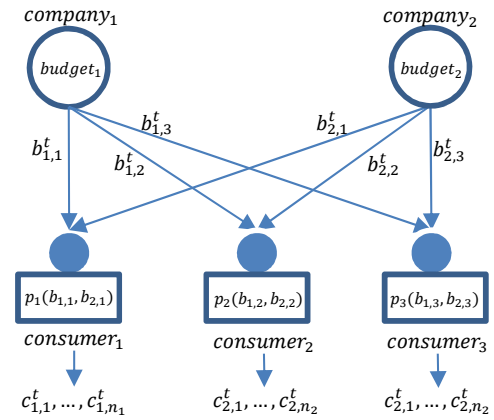 company₁ company₂
budget₁ budget₂
b₁,₁ᵗ b₁,₂ᵗ b₁,₃ᵗ b₂,₁ᵗ b₂,₂ᵗ b₂,₃ᵗ
p₁(b₁,₁, b₂,₁) p₂(b₁,₂, b₂,₂) p₃(b₁,₃, b₂,₃)
consumer₁ consumer₂ consumer₃
c₁,₁ᵗ, ..., c₁,ₙ₁ᵗ c₂,₁ᵗ, ..., c₂,ₙ₂ᵗ c₂,₁ᵗ, ..., c₂,ₙ₂ᵗ